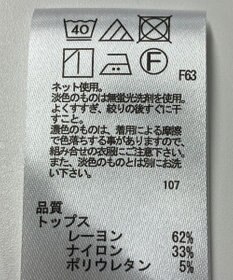 40
F
F63
ネット使用。
淡色のものは無蛍光洗剤を使用。
よくすすぎ、絞りの後すぐに干すこと。
濃色のものは、着用による摩擦で色落ちする事がありますので、
組み合せの衣服にご注意下さい。
また、淡色のものとは別にお洗い下さい。
107
品質
トップス
レーヨン 62%
ナイロン 33%
ポリウレタン 5%